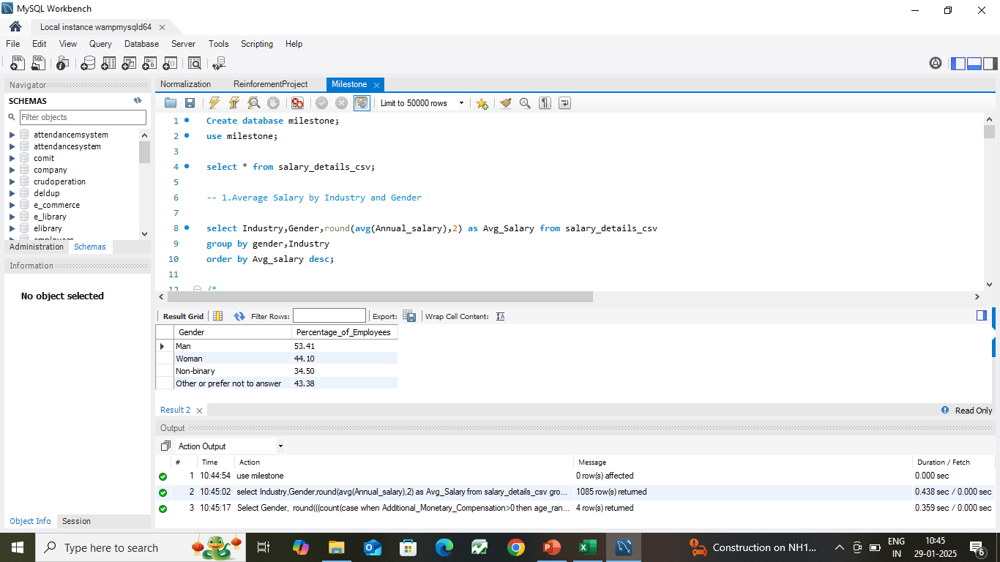 MySQL Workbench
Local instance wampmysqld64
File Edit View Query Database Server Tools Scripting Help
Navigator
SCHEMAS
Filter objects
attendancemsystem
attendancesystem
comit
company
crudoperation
deldup
e_commerce
e_library
elibrary
employees
Administration Schemas
Information
No object selected
Object Info Session
Normalization ReinforementProject Milestone
Limit to 50000 rows
1 Create database milestone;
2 use milestone;
3
4 select * from salary_details_csv;
5
6 -- 1.Average Salary by Industry and Gender
7
8 select Industry,Gender,round(avg(Annual_salary),2) as Avg_Salary from salary_details_csv
9 group by gender,Industry
10 order by Avg_salary desc;
11
12 /*
Result Grid Filter Rows: Export: Wrap Cell Content:
Gender Percentage_of_Employees
Man 53.41
Woman 44.10
Non-binary 34.50
Other or prefer not to answer 43.38
Result 2 Read Only
Output
Action Output
# Time Action Message Duration / Fetch
1 10:44:54 use milestone 0 row(s) affected 0.000 sec
2 10:45:02 select Industry,Gender,round(avg(Annual_salary),2) as Avg_Salary from salary_details_csv gro... 1085 row(s) returned 0.438 sec / 0.000 sec
3 10:45:17 Select Gender, round(((count(case when Additional_Monetary_Compensation>0 then age_ran... 4 row(s) returned 0.359 sec / 0.000 sec
Type here to search
Construction on NH1...
ENG
IN
10:45
29-01-2025
6